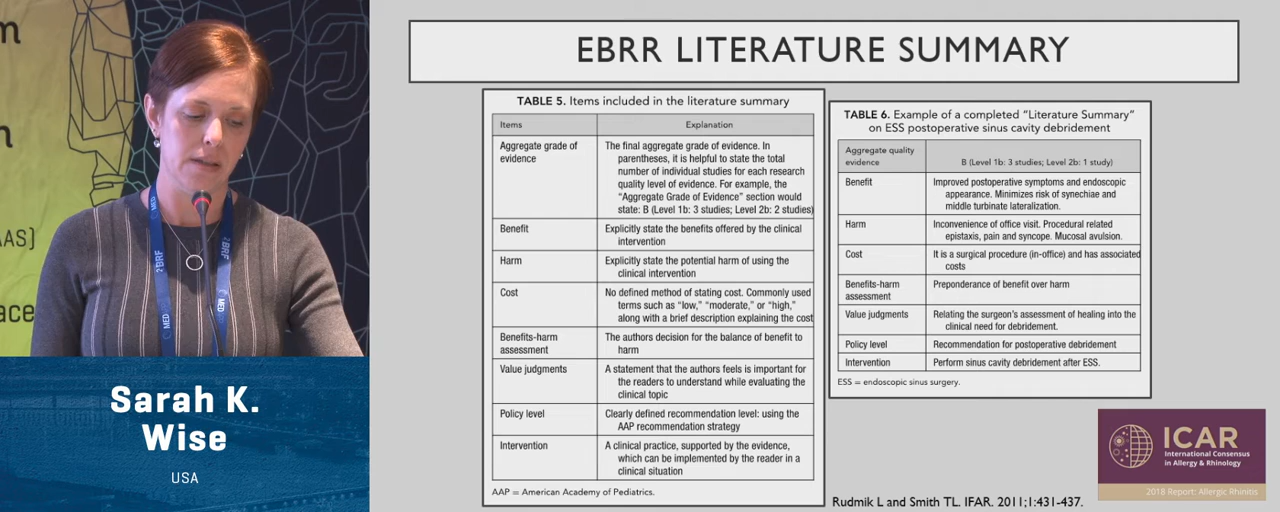 m
n
AAS]
ace
2BRF
2BRF
MED
MED
Sarah K.
Wise
USA
EBRR LITERATURE SUMMARY
TABLE 5. Items included in the literature summary
Items Explanation
Aggregate grade of
evidence
The final aggregate grade of evidence. In
parentheses, it is helpful to state the total
number of individual studies for each research
quality level of evidence. For example, the
“Aggregate Grade of Evidence” section would
state: B (Level 1b: 3 studies; Level 2b: 2 studies)
Benefit
Explicitly state the benefits offered by the clinical
intervention
Harm
Explicitly state the potential harm of using the
clinical intervention
Cost
No defined method of stating cost. Commonly used
terms such as “low,” “moderate,” or “high,”
along with a brief description explaining the cost
Benefits-harm
assessment
The authors decision for the balance of benefit to
harm
Value judgments
A statement that the authors feels is important for
the readers to understand while evaluating the
clinical topic
Policy level
Clearly defined recommendation level: using the
AAP recommendation strategy
Intervention
A clinical practice, supported by the evidence,
which can be implemented by the reader in a
clinical situation
AAP = American Academy of Pediatrics.
TABLE 6. Example of a completed “Literature Summary”
on ESS postoperative sinus cavity debridement
Aggregate quality
evidence
B (Level 1b: 3 studies; Level 2b: 1 study)
Benefit
Improved postoperative symptoms and endoscopic
appearance. Minimizes risk of synechiae and
middle turbinate lateralization.
Harm
Inconvenience of office visit. Procedural related
epistaxis, pain and syncope. Mucosal avulsion.
Cost
It is a surgical procedure (in-office) and has associated
costs
Benefits-harm
assessment
Preponderance of benefit over harm
Value judgments
Relating the surgeon’s assessment of healing into the
clinical need for debridement.
Policy level
Recommendation for postoperative debridement
Intervention
Perform sinus cavity debridement after ESS.
ESS = endoscopic sinus surgery.
ICAR
International Consensus
in Allergy & Rhinology
2018 Report: Allergic Rhinitis
Rudmik L and Smith TL. IFAR. 2011;1:431-437.